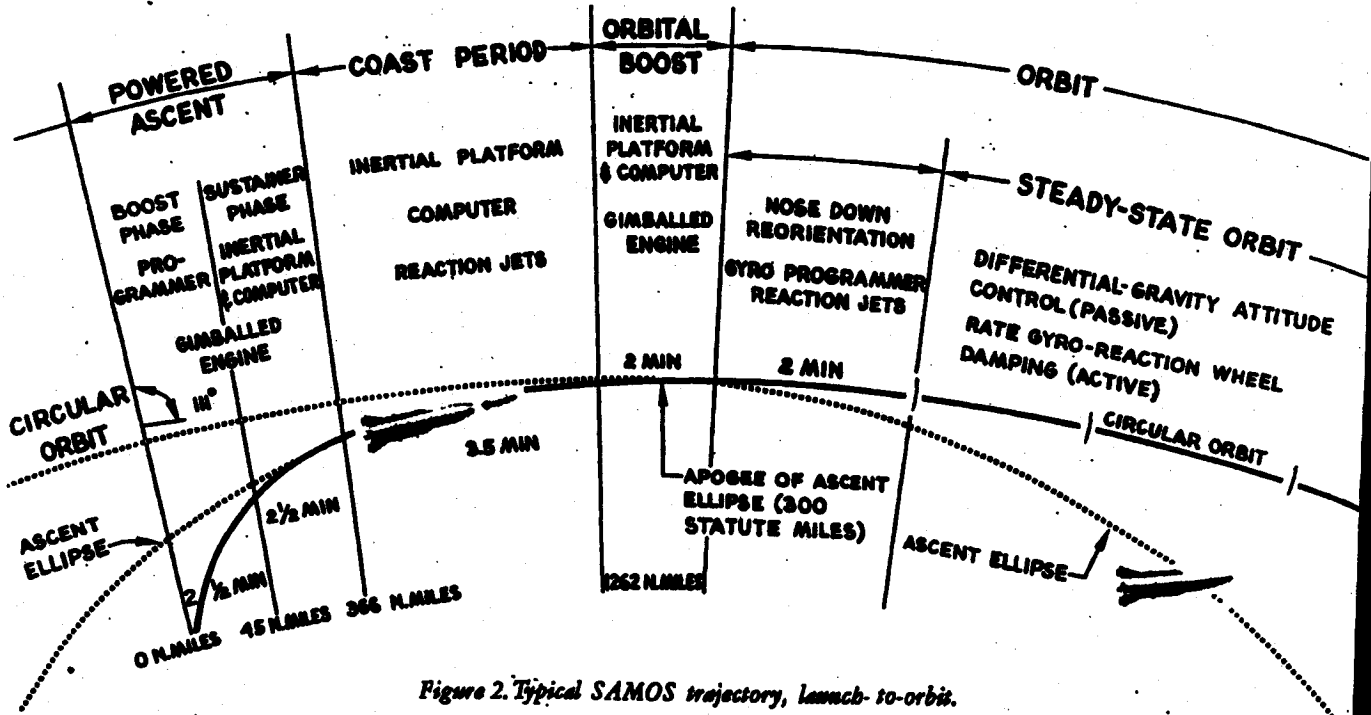 POWERED
ASCENT
COAST PERIOD
ORBITAL
BOOST
ORBIT
BOOST
PHASE
PRO-
GRAMMER
SUSTAINER
PHASE
INERTIAL
PLATFORM
& COMPUTER
GIMBALLED
ENGINE
INERTIAL PLATFORM
COMPUTER
REACTION JETS
INERTIAL
PLATFORM
& COMPUTER
GIMBALLED
ENGINE
NOSE DOWN
REORIENTATION
GYRO PROGRAMMER
REACTION JETS
STEADY-STATE ORBIT
DIFFERENTIAL-GRAVITY ATTITUDE
CONTROL (PASSIVE)
RATE GYRO-REACTION WHEEL
DAMPING (ACTIVE)
CIRCULAR
ORBIT
111°
2 MIN
2 MIN
CIRCULAR ORBIT
3.5 MIN
APOGEE OF ASCENT
ELLIPSE (300
STATUTE MILES)
ASCENT
ELLIPSE
2½ MIN
2 ½ MIN
ASCENT ELLIPSE
0 N.MILES 45 N.MILES 366 N.MILES
1262 N.MILES
Figure 2. Typical SAMOS trajectory, launch- to-orbit.